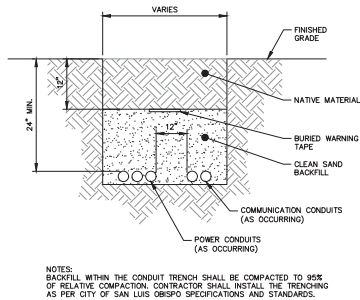 VARIES
FINISHED
GRADE
12"
24" MIN.
NATIVE MATERIAL
12"
BURIED WARNING
TAPE
CLEAN SAND
BACKFILL
COMMUNICATION CONDUITS
(AS OCCURRING)
POWER CONDUITS
(AS OCCURRING)
NOTES:
BACKFILL WITHIN THE CONDUIT TRENCH SHALL BE COMPACTED TO 95%
OF RELATIVE COMPACTION. CONTRACTOR SHALL INSTALL THE TRENCHING
AS PER CITY OF SAN LUIS OBISPO SPECIFICATIONS AND STANDARDS.